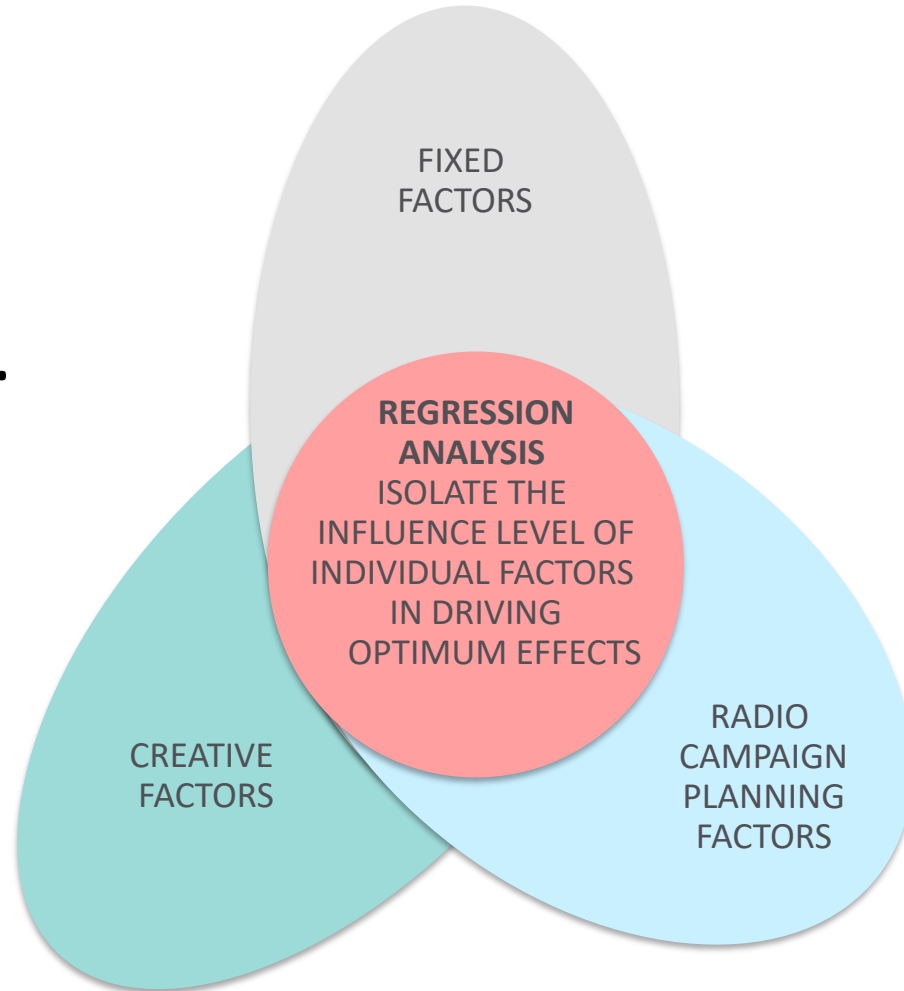 FIXED
FACTORS
.
REGRESSION
ANALYSIS
ISOLATE THE
INFLUENCE LEVEL OF
INDIVIDUAL FACTORS
IN DRIVING
OPTIMUM EFFECTS
CREATIVE
FACTORS
RADIO
CAMPAIGN
PLANNING
FACTORS